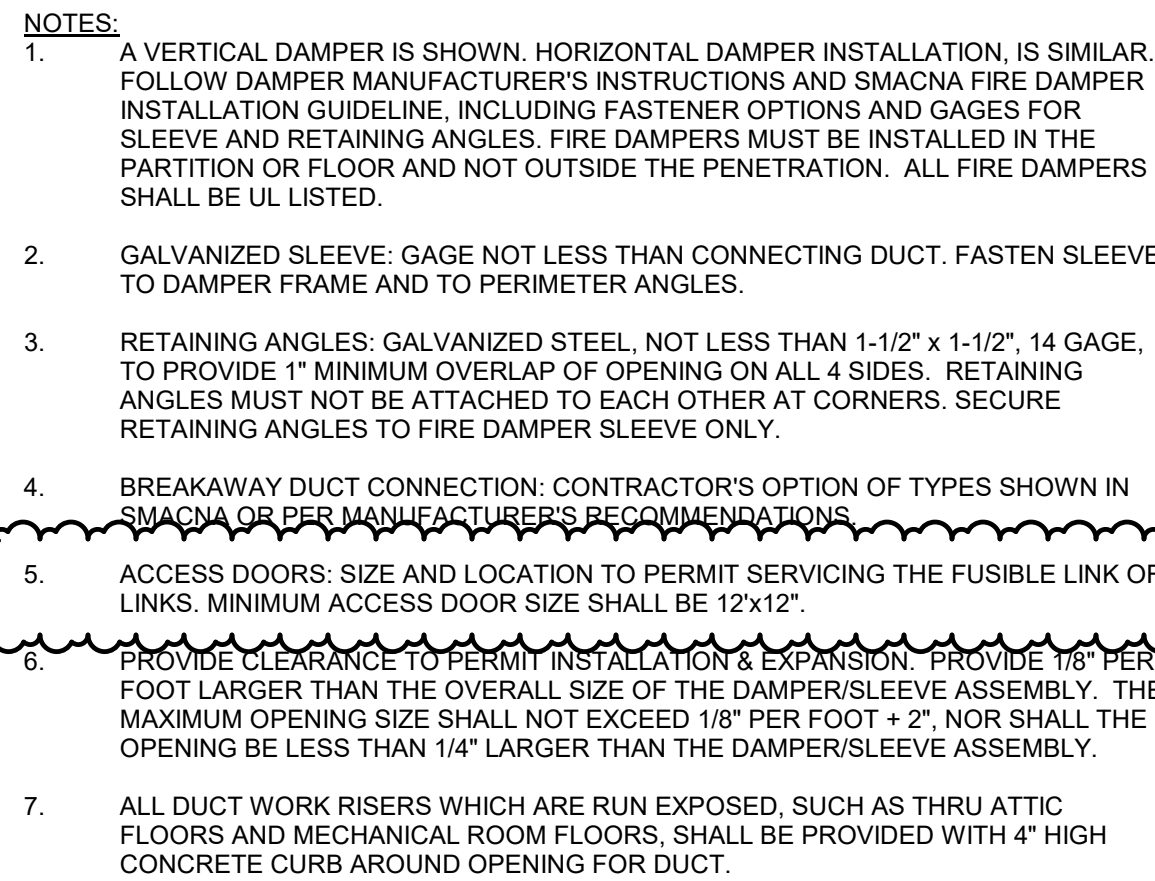 NOTES:
1. A VERTICAL DAMPER IS SHOWN. HORIZONTAL DAMPER INSTALLATION, IS SIMILAR.
FOLLOW DAMPER MANUFACTURER'S INSTRUCTIONS AND SMACNA FIRE DAMPER
INSTALLATION GUIDELINE, INCLUDING FASTENER OPTIONS AND GAGES FOR
SLEEVE AND RETAINING ANGLES. FIRE DAMPERS MUST BE INSTALLED IN THE
PARTITION OR FLOOR AND NOT OUTSIDE THE PENETRATION. ALL FIRE DAMPERS
SHALL BE UL LISTED.
2. GALVANIZED SLEEVE: GAGE NOT LESS THAN CONNECTING DUCT. FASTEN SLEEVE
TO DAMPER FRAME AND TO PERIMETER ANGLES.
3. RETAINING ANGLES: GALVANIZED STEEL, NOT LESS THAN 1-1/2" x 1-1/2", 14 GAGE,
TO PROVIDE 1" MINIMUM OVERLAP OF OPENING ON ALL 4 SIDES. RETAINING
ANGLES MUST NOT BE ATTACHED TO EACH OTHER AT CORNERS. SECURE
RETAINING ANGLES TO FIRE DAMPER SLEEVE ONLY.
4. BREAKAWAY DUCT CONNECTION: CONTRACTOR'S OPTION OF TYPES SHOWN IN
SMACNA OR PER MANUFACTURER'S RECOMMENDATIONS.
5. ACCESS DOORS: SIZE AND LOCATION TO PERMIT SERVICING THE FUSIBLE LINK OR
LINKS. MINIMUM ACCESS DOOR SIZE SHALL BE 12'x12".
6. PROVIDE CLEARANCE TO PERMIT INSTALLATION & EXPANSION. PROVIDE 1/8" PER
FOOT LARGER THAN THE OVERALL SIZE OF THE DAMPER/SLEEVE ASSEMBLY. THE
MAXIMUM OPENING SIZE SHALL NOT EXCEED 1/8" PER FOOT + 2", NOR SHALL THE
OPENING BE LESS THAN 1/4" LARGER THAN THE DAMPER/SLEEVE ASSEMBLY.
7. ALL DUCT WORK RISERS WHICH ARE RUN EXPOSED, SUCH AS THRU ATTIC
FLOORS AND MECHANICAL ROOM FLOORS, SHALL BE PROVIDED WITH 4" HIGH
CONCRETE CURB AROUND OPENING FOR DUCT.